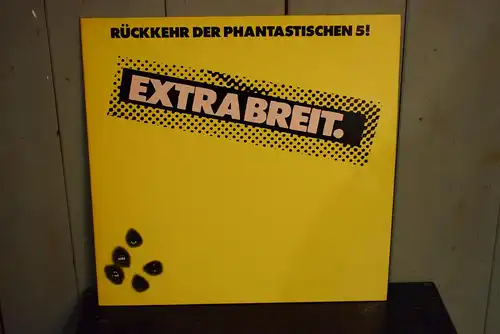 RÜCKKEHR DER PHANTASTISCHEN 5!
EXTRABREIT.